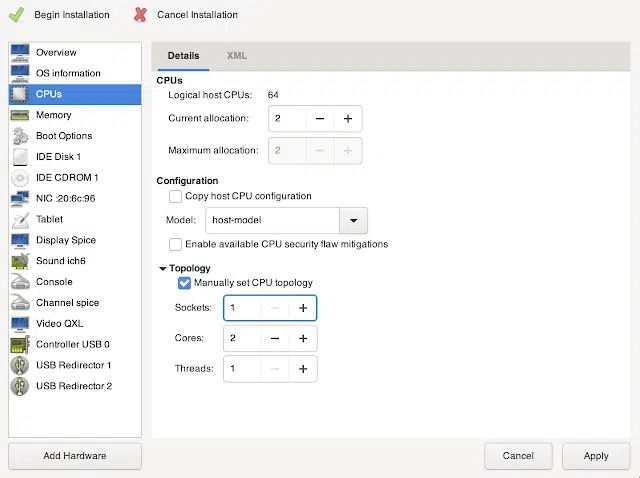 Begin Installation Cancel Installation
Overview
OS information
CPUs
Memory
Boot Options
IDE Disk 1
IDE CDROM 1
NIC :20:6c:96
Tablet
Display Spice
Sound ich6
Console
Channel spice
Video QXL
Controller USB 0
USB Redirector 1
USB Redirector 2
Add Hardware
Details XML
CPUs
Logical host CPUs: 64
Current allocation: 2 − +
Maximum allocation: 2 − +
Configuration
Copy host CPU configuration
Model: host-model
Enable available CPU security flaw mitigations
Topology
Manually set CPU topology
Sockets: 1 − +
Cores: 2 − +
Threads: 1 − +
Cancel Apply